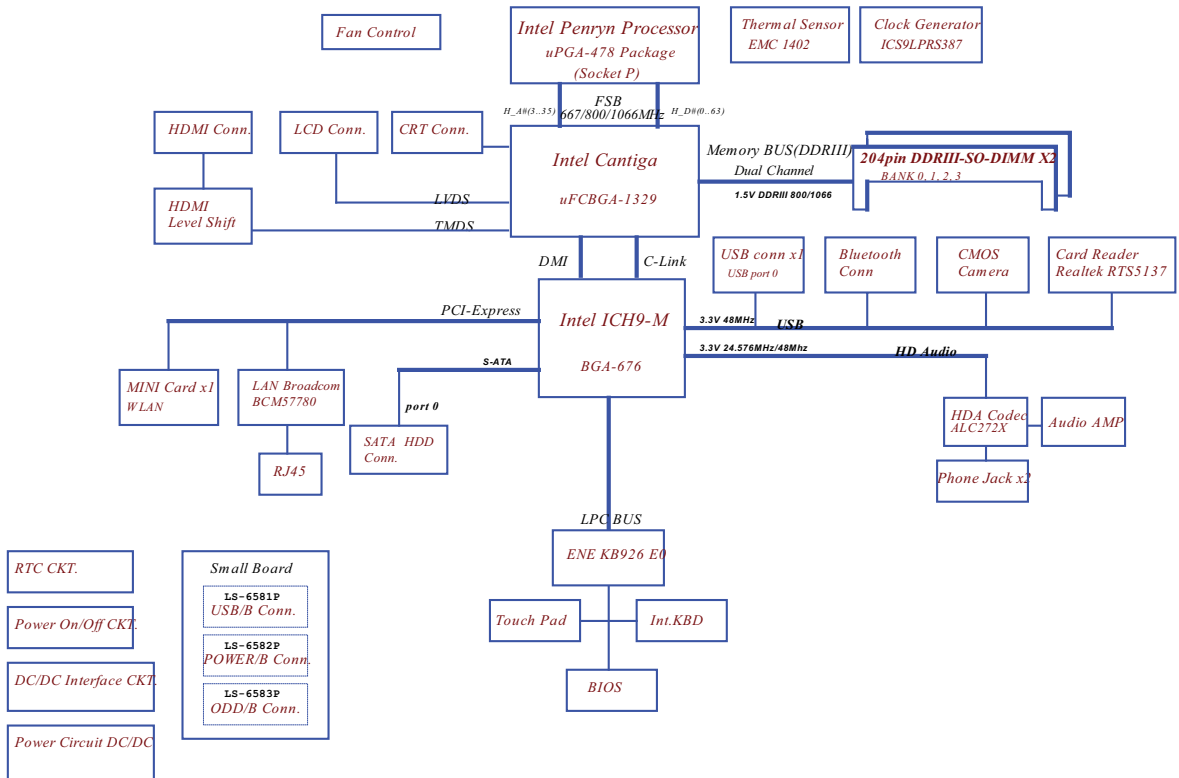 Fan Control
Intel Penryn Processor
uPGA-478 Package
(Socket P)
Thermal Sensor
EMC 1402
Clock Generator
ICS9LPRS387
H_A#(3..35)
FSB
667/800/1066MHz
H_D#(0..63)
HDMI Conn.
LCD Conn.
CRT Conn.
Intel Cantiga
uFCBGA-1329
Memory BUS(DDRIII)
Dual Channel
1.5V DDRIII 800/1066
204pin DDRIII-SO-DIMM X2
BANK 0, 1, 2, 3
HDMI
Level Shift
LVDS
TMDS
DMI
C-Link
USB conn x1
USB port 0
Bluetooth
Conn
CMOS
Camera
Card Reader
Realtek RTS5137
PCI-Express
Intel ICH9-M
BGA-676
3.3V 48MHz
USB
3.3V 24.576MHz/48Mhz
HD Audio
S-ATA
MINI Card x1
WLAN
LAN Broadcom
BCM57780
port 0
SATA HDD
Conn.
RJ45
HDA Codec
ALC272X
Audio AMP
Phone Jack x2
LPC BUS
ENE KB926 E0
Touch Pad
Int.KBD
BIOS
RTC CKT.
Power On/Off CKT.
DC/DC Interface CKT.
Power Circuit DC/DC
Small Board
LS-6581P
USB/B Conn.
LS-6582P
POWER/B Conn.
LS-6583P
ODD/B Conn.